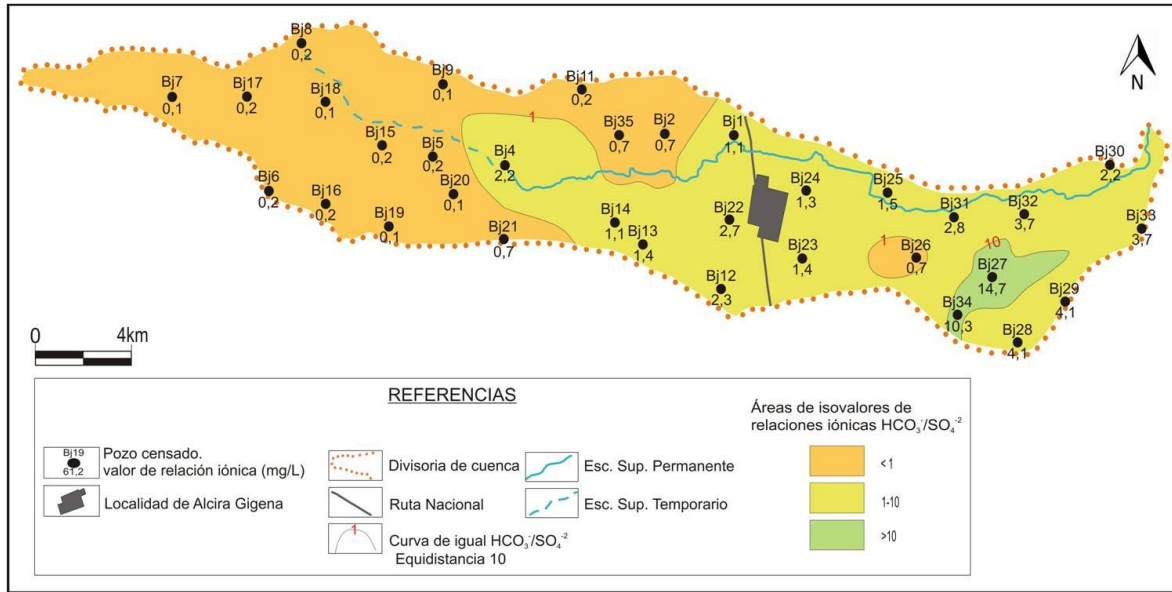 Bj8
0,2
Bj7
0,1
Bj17
0,2
Bj18
0,1
Bj9
0,1
Bj11
0,2
Bj15
0,2
Bj5
0,2
1
Bj35
0,7
Bj2
0,7
Bj1
1,1
N
Bj4
2,2
Bj6
0,2
Bj16
0,2
Bj20
0,1
Bj19
0,1
Bj21
0,7
Bj14
1,1
Bj13
1,4
Bj22
2,7
Bj24
1,3
Bj25
1,5
Bj30
2,2
Bj31
2,8
Bj32
3,7
Bj33
3,7
Bj23
1,4
1
Bj26
0,7
10
Bj27
14,7
Bj12
2,3
Bj34
10,3
Bj29
4,1
Bj28
4,1
0 4km
REFERENCIAS
Bj19
61,2
Pozo censado.
valor de relación iónica (mg/L)
Localidad de Alcira Gigena
Divisoria de cuenca
Ruta Nacional
1
Curva de igual HCO₃⁻/SO₄⁻²
Equidistancia 10
Esc. Sup. Permanente
Esc. Sup. Temporario
Áreas de isovalores de
relaciones iónicas HCO₃⁻/SO₄⁻²
<1
1-10
>10